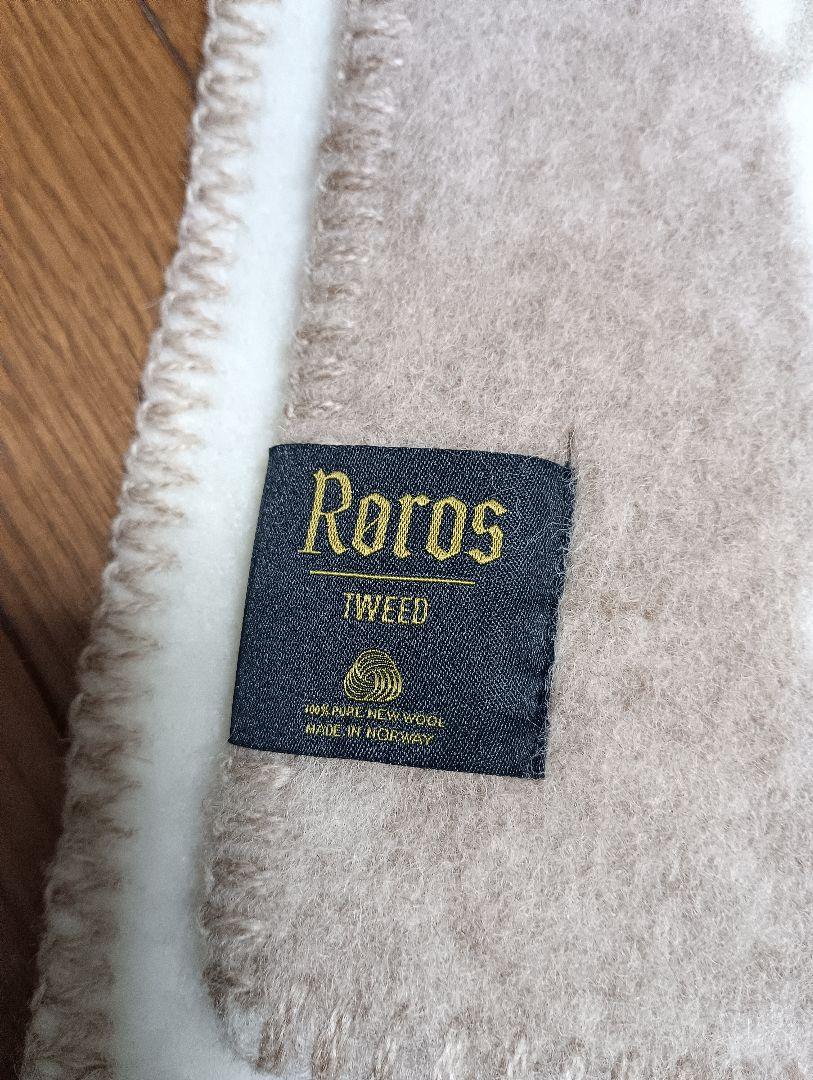 Røros
TWEED
100% PURE NEW WOOL
MADE IN NORWAY